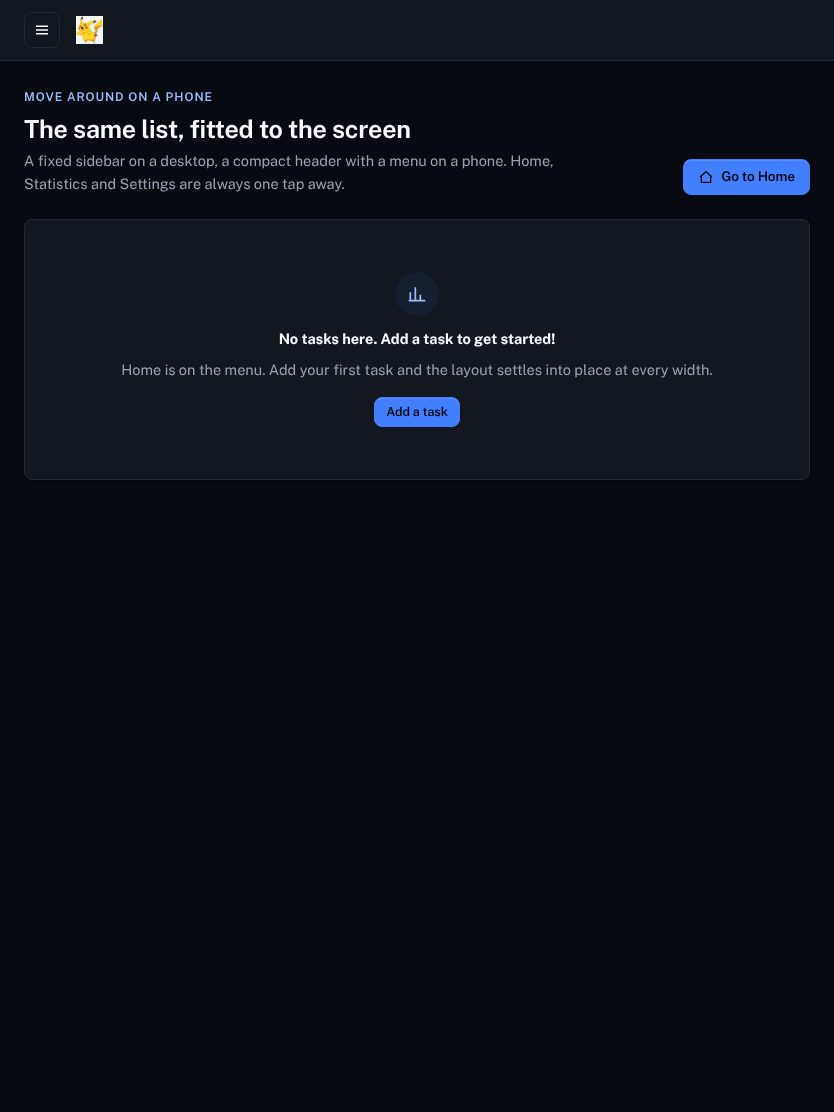 MOVE AROUND ON A PHONE
The same list, fitted to the screen
A fixed sidebar on a desktop, a compact header with a menu on a phone. Home,
Statistics and Settings are always one tap away.
Go to Home
No tasks here. Add a task to get started!
Home is on the menu. Add your first task and the layout settles into place at every width.
Add a task